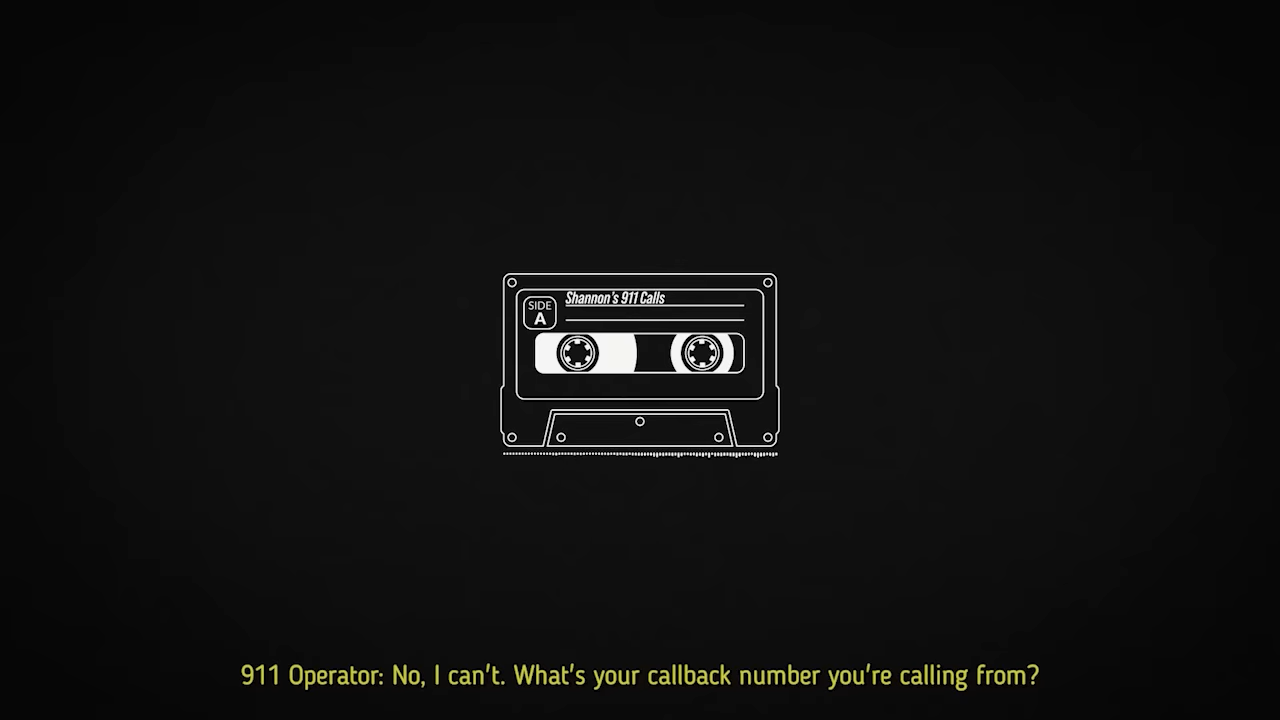 SIDE
A
Shannon's 911 Calls
911 Operator: No, I can't. What's your callback number you're calling from?